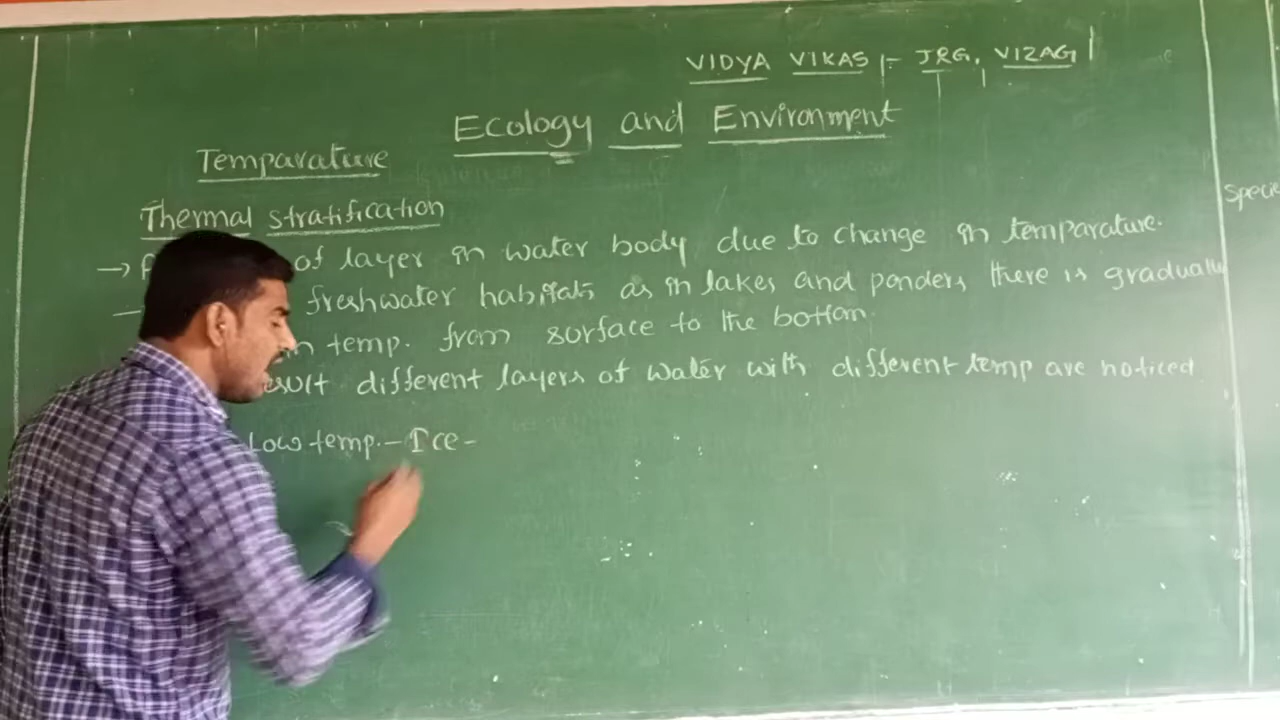 VIDYA VIKAS :- JRG, VIZAG
Ecology and Environment
Temparature
Thermal stratification
→ of layer in water body due to change in temparature.
— freshwater habitats as in lakes and ponders there is gradually
temp. from surface to the bottom.
different layers of water with different temp are noticed
Low temp. - Ice -